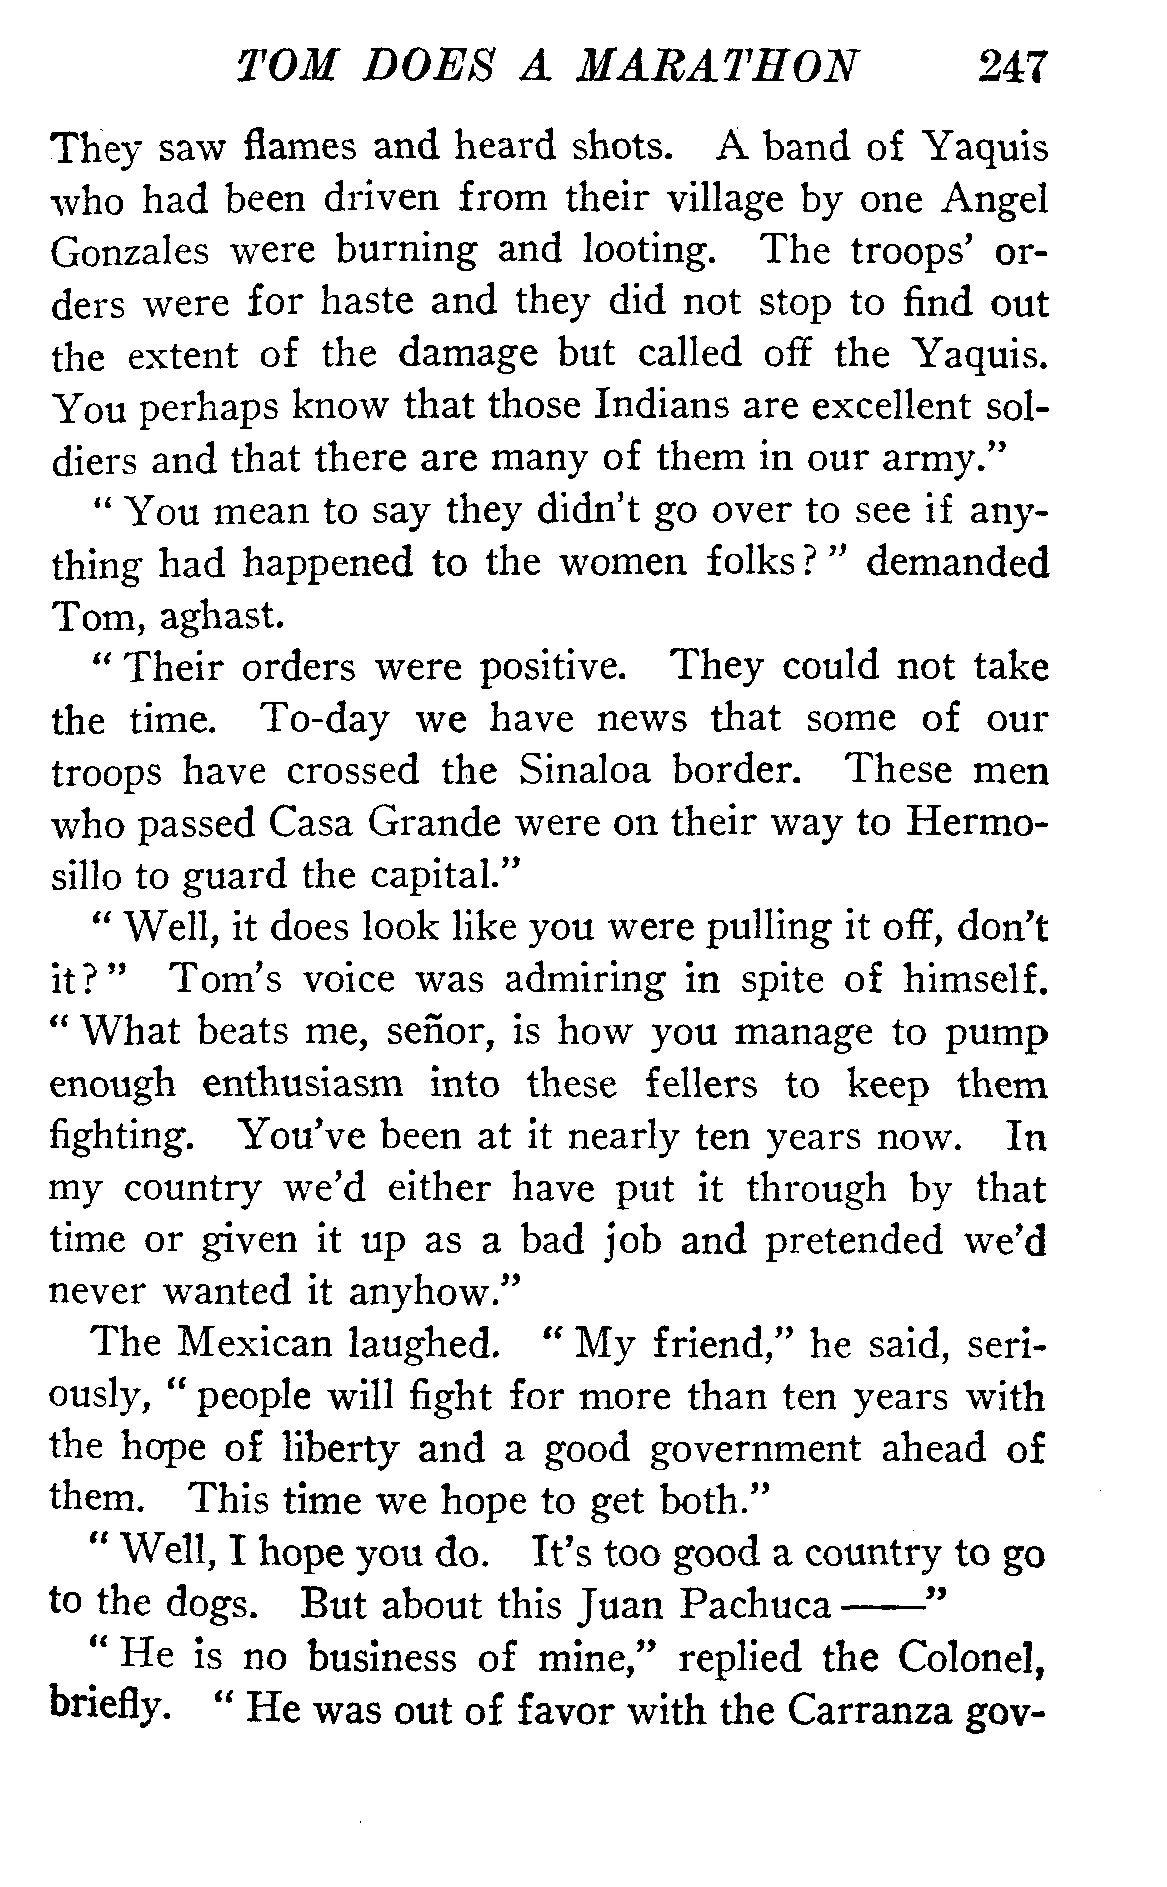 TOM DOES A MARATHON 247
They saw flames and heard shots. A band of Yaquis
who had been driven from their village by one Angel
Gonzales were burning and looting. The troops' or-
ders were for haste and they did not stop to find out
the extent of the damage but called off the Yaquis.
You perhaps know that those Indians are excellent sol-
diers and that there are many of them in our army."
" You mean to say they didn't go over to see if any-
thing had happened to the women folks? " demanded
Tom, aghast.
" Their orders were positive. They could not take
the time. To-day we have news that some of our
troops have crossed the Sinaloa border. These men
who passed Casa Grande were on their way to Hermo-
sillo to guard the capital."
" Well, it does look like you were pulling it off, don't
it? " Tom's voice was admiring in spite of himself.
" What beats me, señor, is how you manage to pump
enough enthusiasm into these fellers to keep them
fighting. You've been at it nearly ten years now. In
my country we'd either have put it through by that
time or given it up as a bad job and pretended we'd
never wanted it anyhow."
The Mexican laughed. " My friend," he said, seri-
ously, " people will fight for more than ten years with
the hope of liberty and a good government ahead of
them. This time we hope to get both."
" Well, I hope you do. It's too good a country to go
to the dogs. But about this Juan Pachuca——"
" He is no business of mine," replied the Colonel,
briefly. " He was out of favor with the Carranza gov-